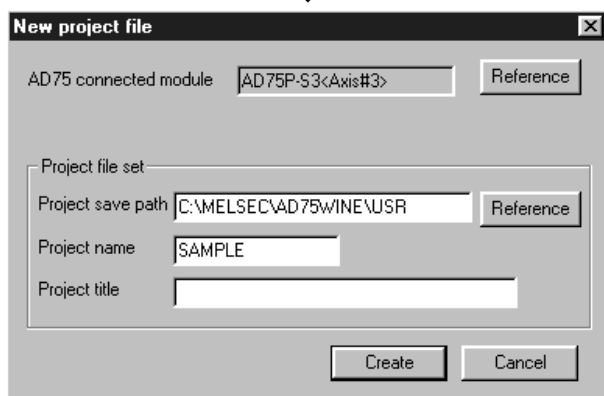 New project file
AD75 connected module AD75P-S3<Axis#3> Reference
Project file set
Project save path C:\MELSEC\AD75WINE\USR Reference
Project name SAMPLE
Project title
Create Cancel